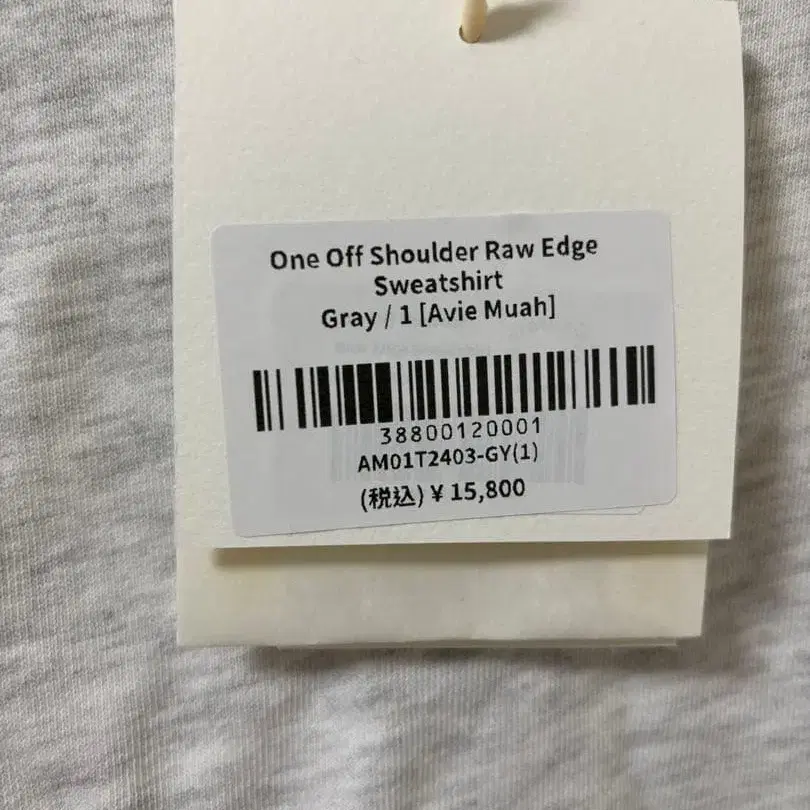 One Off Shoulder Raw Edge
Sweatshirt
Gray / 1 [Avie Muah]
38800120001
AM01T2403-GY(1)
(税込) ¥ 15,800